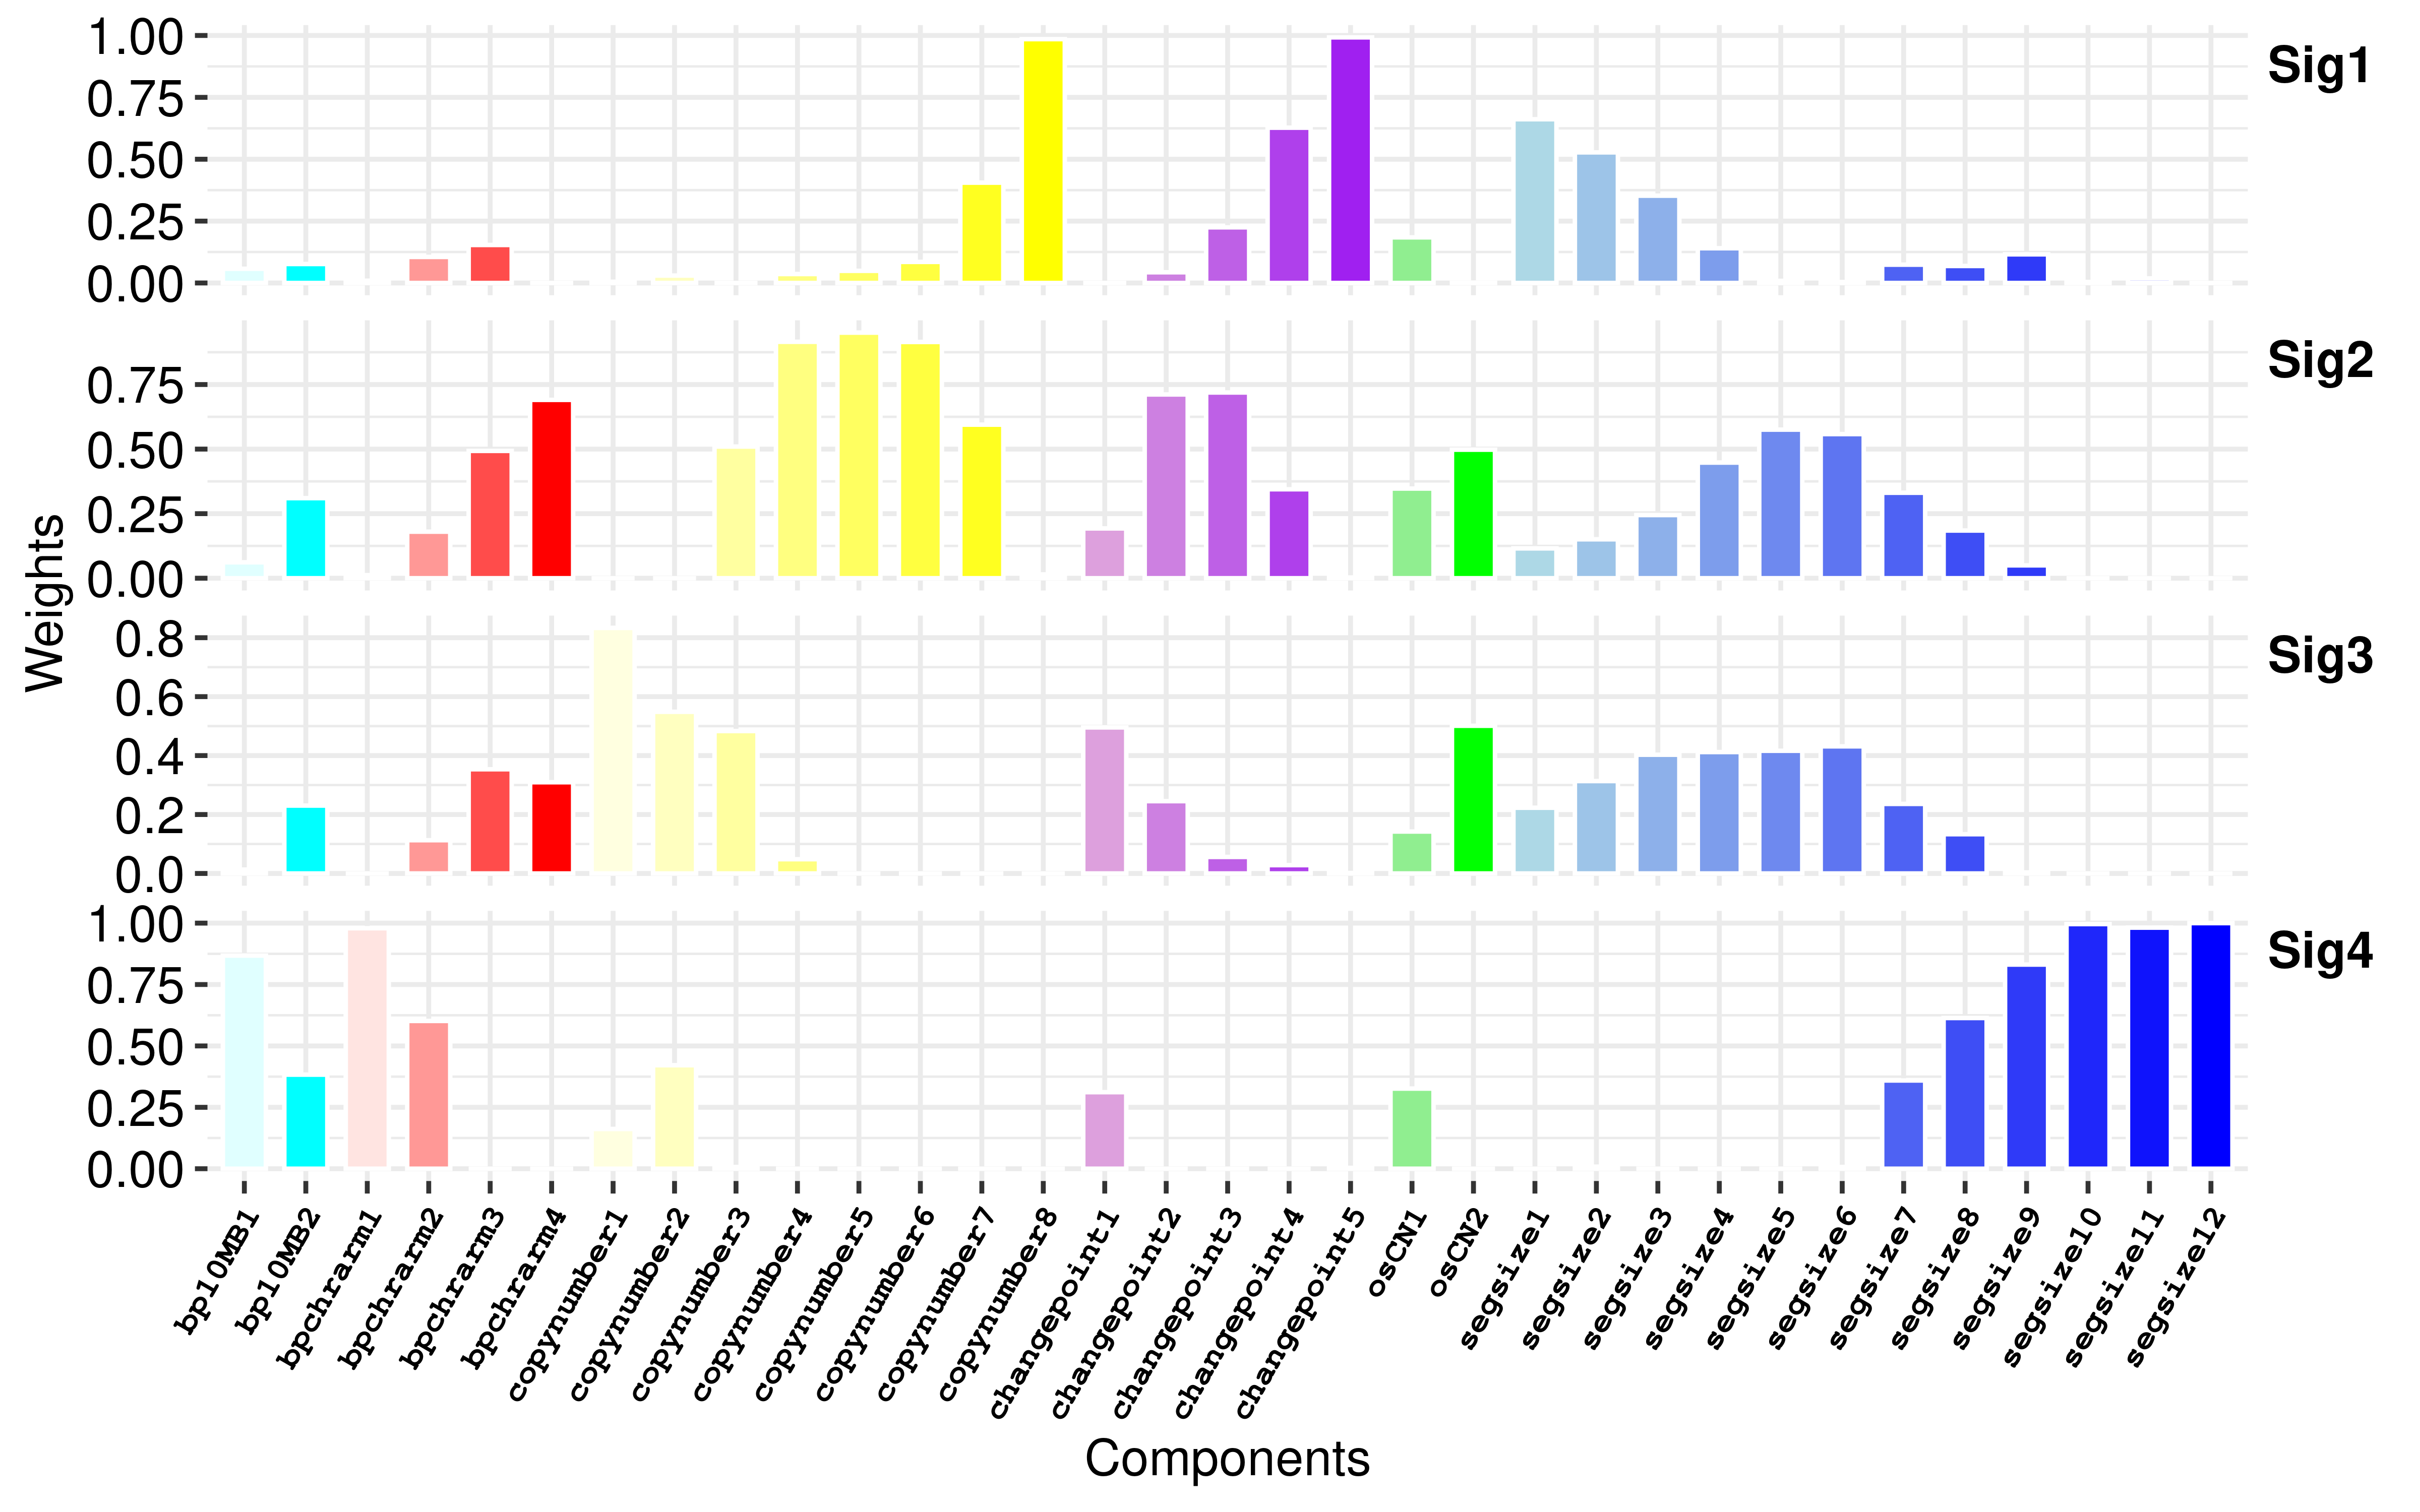 Weights
1.00
0.75
0.50
0.25
0.00
Sig1
0.75
0.50
0.25
0.00
Sig2
0.8
0.6
0.4
0.2
0.0
Sig3
1.00
0.75
0.50
0.25
0.00
Sig4
bp10MB1
bp10MB2
bpchrarm1
bpchrarm2
bpchrarm3
bpchrarm4
copynumber1
copynumber2
copynumber3
copynumber4
copynumber5
copynumber6
copynumber7
copynumber8
changepoint1
changepoint2
changepoint3
changepoint4
changepoint5
osCN1
osCN2
segsize1
segsize2
segsize3
segsize4
segsize5
segsize6
segsize7
segsize8
segsize9
segsize10
segsize11
segsize12
Components